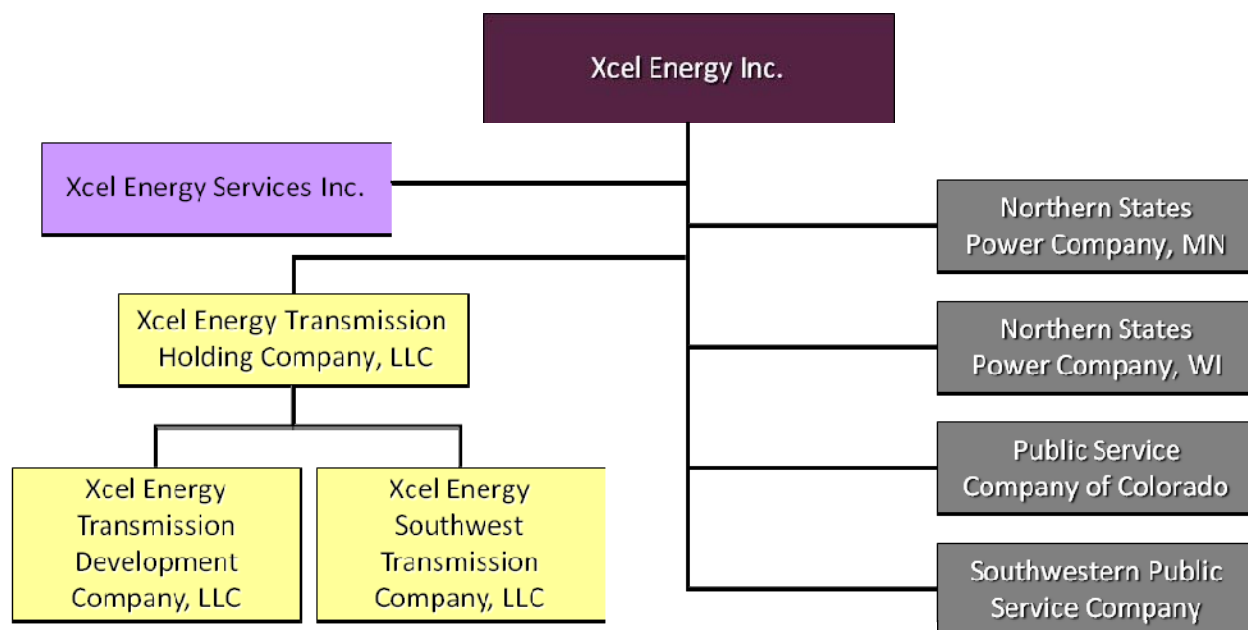 Xcel Energy Inc.
Xcel Energy Services Inc.
Northern States
Power Company, MN
Xcel Energy Transmission
Holding Company, LLC
Northern States
Power Company, WI
Public Service
Company of Colorado
Xcel Energy
Transmission
Development
Company, LLC
Xcel Energy
Southwest
Transmission
Company, LLC
Southwestern Public
Service Company